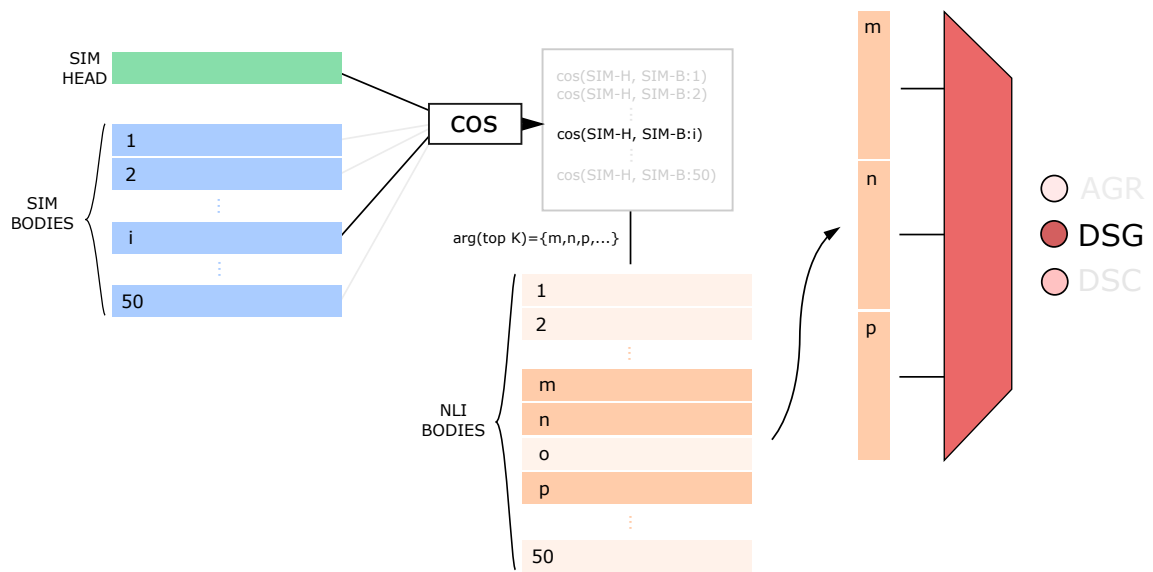 SIM
HEAD
SIM
BODIES
1
2
i
50
COS
cos(SIM-H, SIM-B:1)
cos(SIM-H, SIM-B:2)
cos(SIM-H, SIM-B:i)
cos(SIM-H, SIM-B:50)
arg(top K)={m,n,p,...}
NLI
BODIES
1
2
m
n
o
p
50
m
n
p
AGR
DSG
DSC